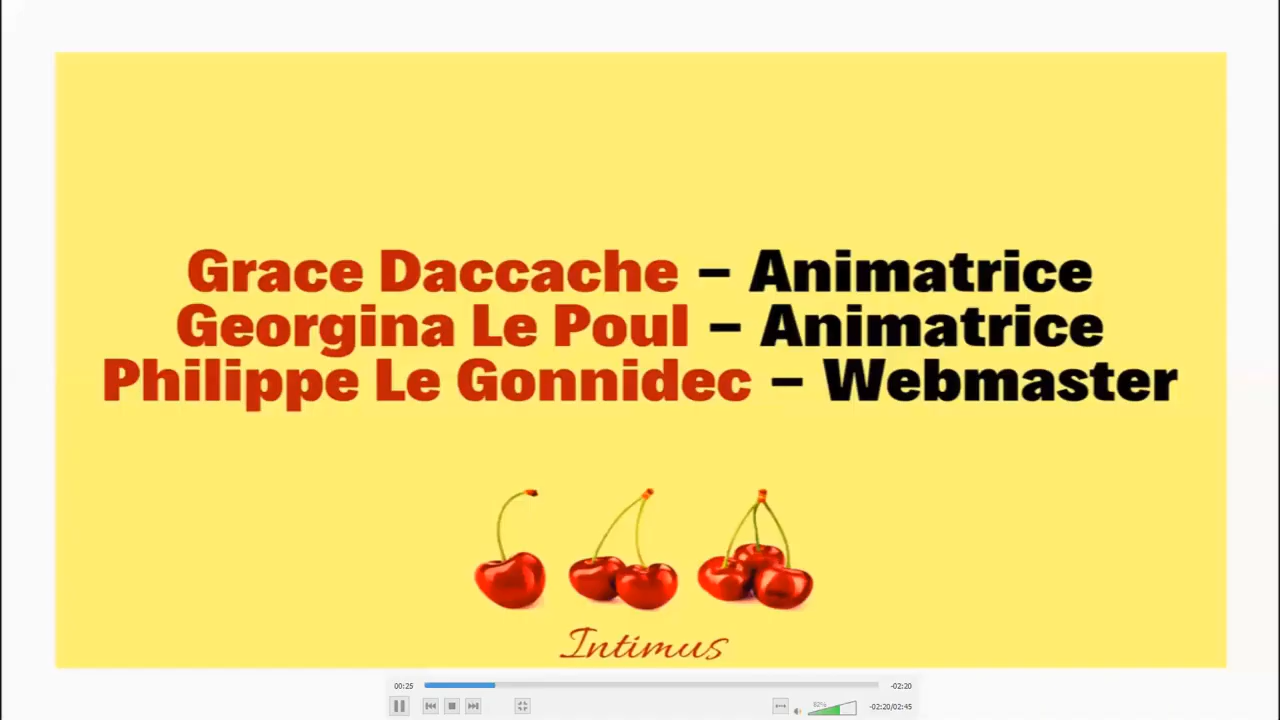 Grace Daccache – Animatrice
Georgina Le Poul – Animatrice
Philippe Le Gonnidec – Webmaster
Intimus
00:25
-02:20
82%
-02:20/02:45